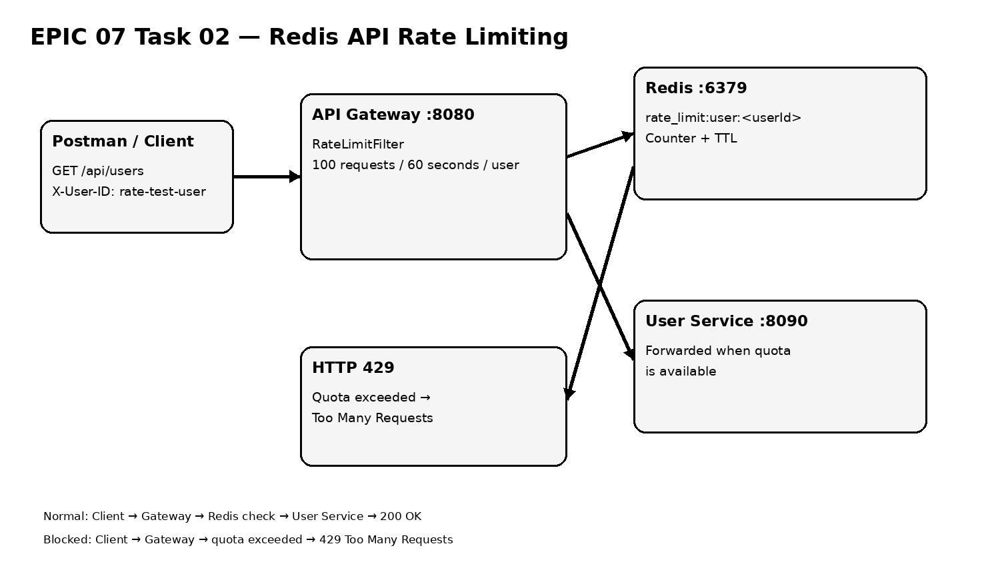 EPIC 07 Task 02 — Redis API Rate Limiting
Postman / Client
GET /api/users
X-User-ID: rate-test-user
API Gateway :8080
RateLimitFilter
100 requests / 60 seconds / user
Redis :6379
rate_limit:user:<userId>
Counter + TTL
HTTP 429
Quota exceeded →
Too Many Requests
User Service :8090
Forwarded when quota
is available
Normal: Client → Gateway → Redis check → User Service → 200 OK
Blocked: Client → Gateway → quota exceeded → 429 Too Many Requests